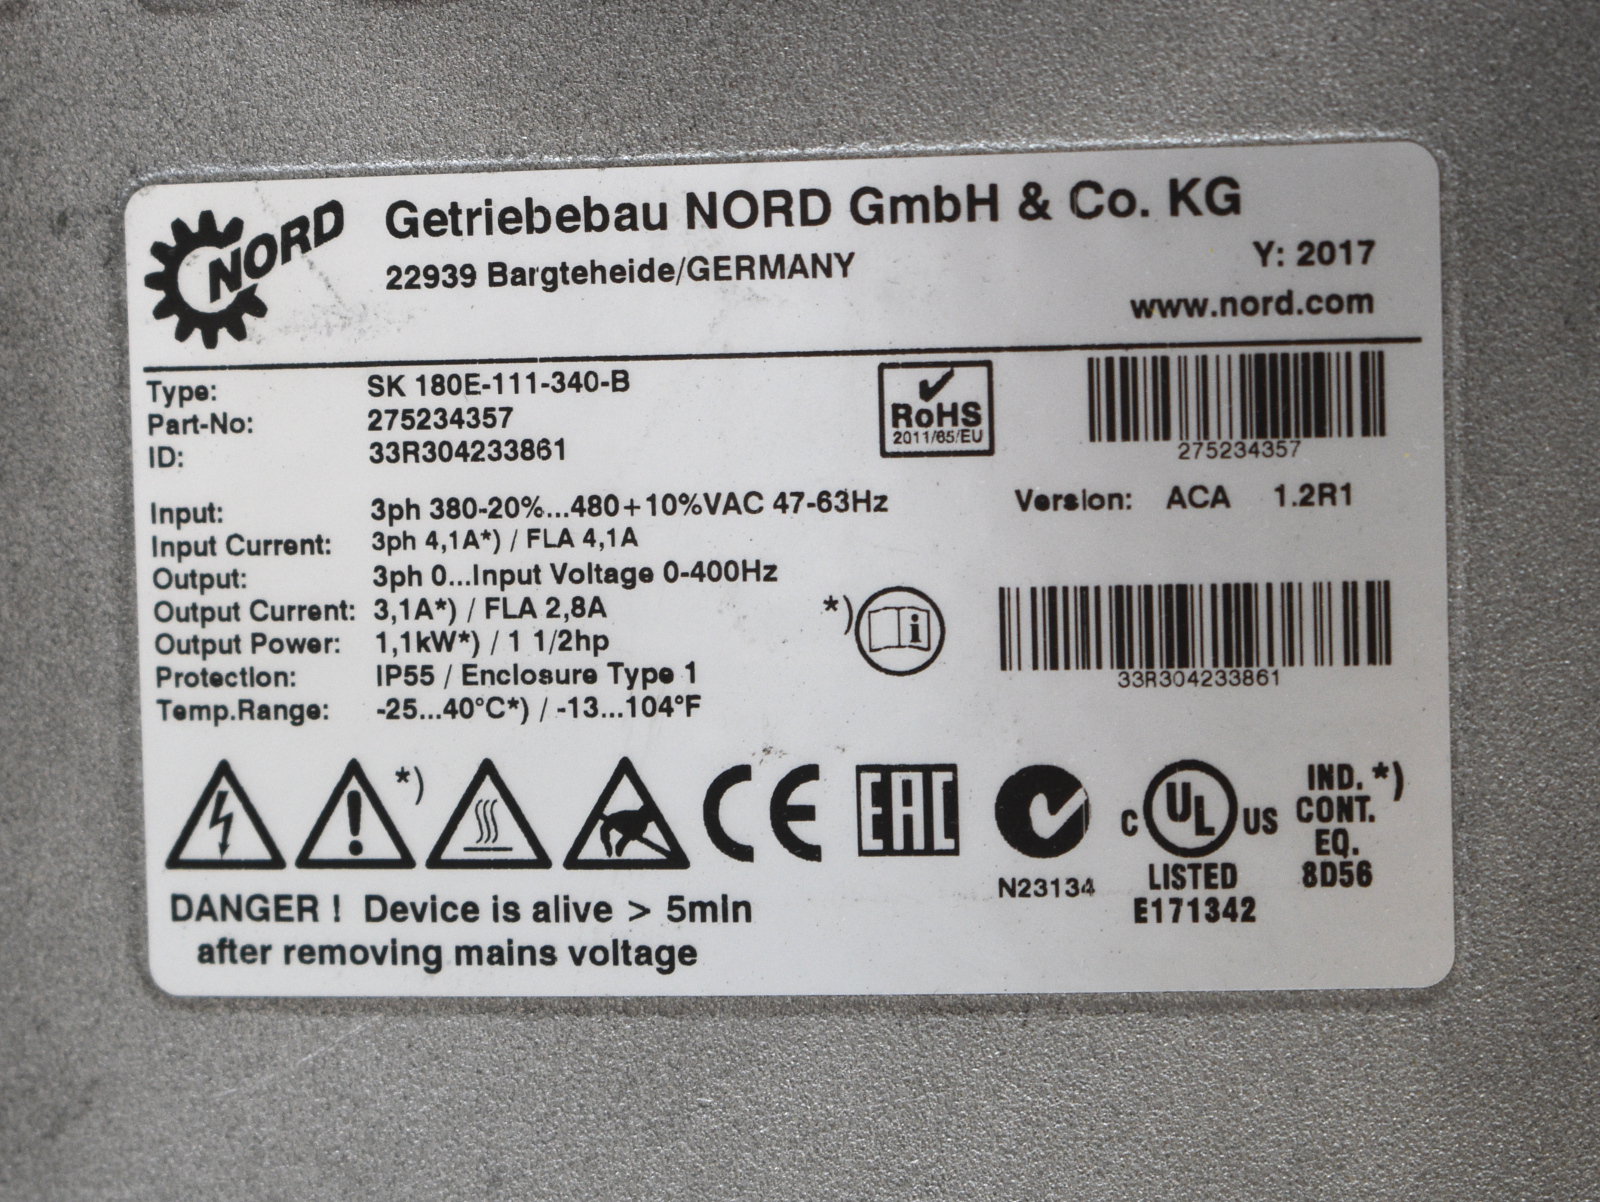 NORD
Getriebebau NORD GmbH & Co. KG
22939 Bargteheide/GERMANY
Y: 2017
www.nord.com
Type: SK 180E-111-340-B
Part-No: 275234357
ID: 33R304233861
RoHS
2011/65/EU
275234357
Input: 3ph 380-20%...480+10%VAC 47-63Hz
Version: ACA 1.2R1
Input Current: 3ph 4,1A*) / FLA 4,1A
Output: 3ph 0...Input Voltage 0-400Hz
Output Current: 3,1A*) / FLA 2,8A
Output Power: 1,1kW*) / 1 1/2hp
Protection: IP55 / Enclosure Type 1
Temp.Range: -25...40°C*) / -13...104°F
*) i
33R304233861
*)
CE
EAC
N23134
C UL US
LISTED
E171342
IND. *)
CONT.
EQ.
8D56
DANGER ! Device is alive > 5min
after removing mains voltage